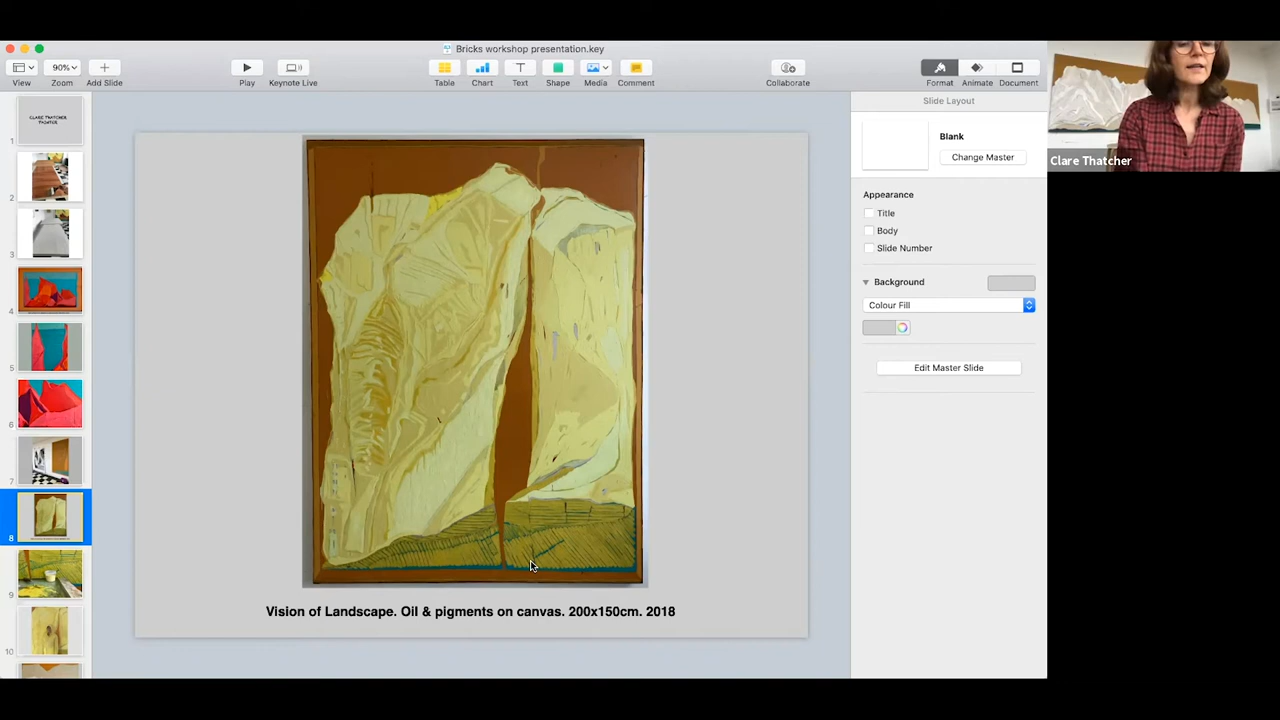 Bricks workshop presentation.key
90%
View
Zoom
Add Slide
Play
Keynote Live
Table
Chart
Text
Shape
Media
Comment
Collaborate
Format
Animate
Document
Slide Layout
Blank
Change Master
Appearance
Title
Body
Slide Number
Background
Colour Fill
Edit Master Slide
CLARE THATCHER
1
2
3
4
5
6
7
8
9
10
Vision of Landscape. Oil & pigments on canvas. 200x150cm. 2018
Clare Thatcher